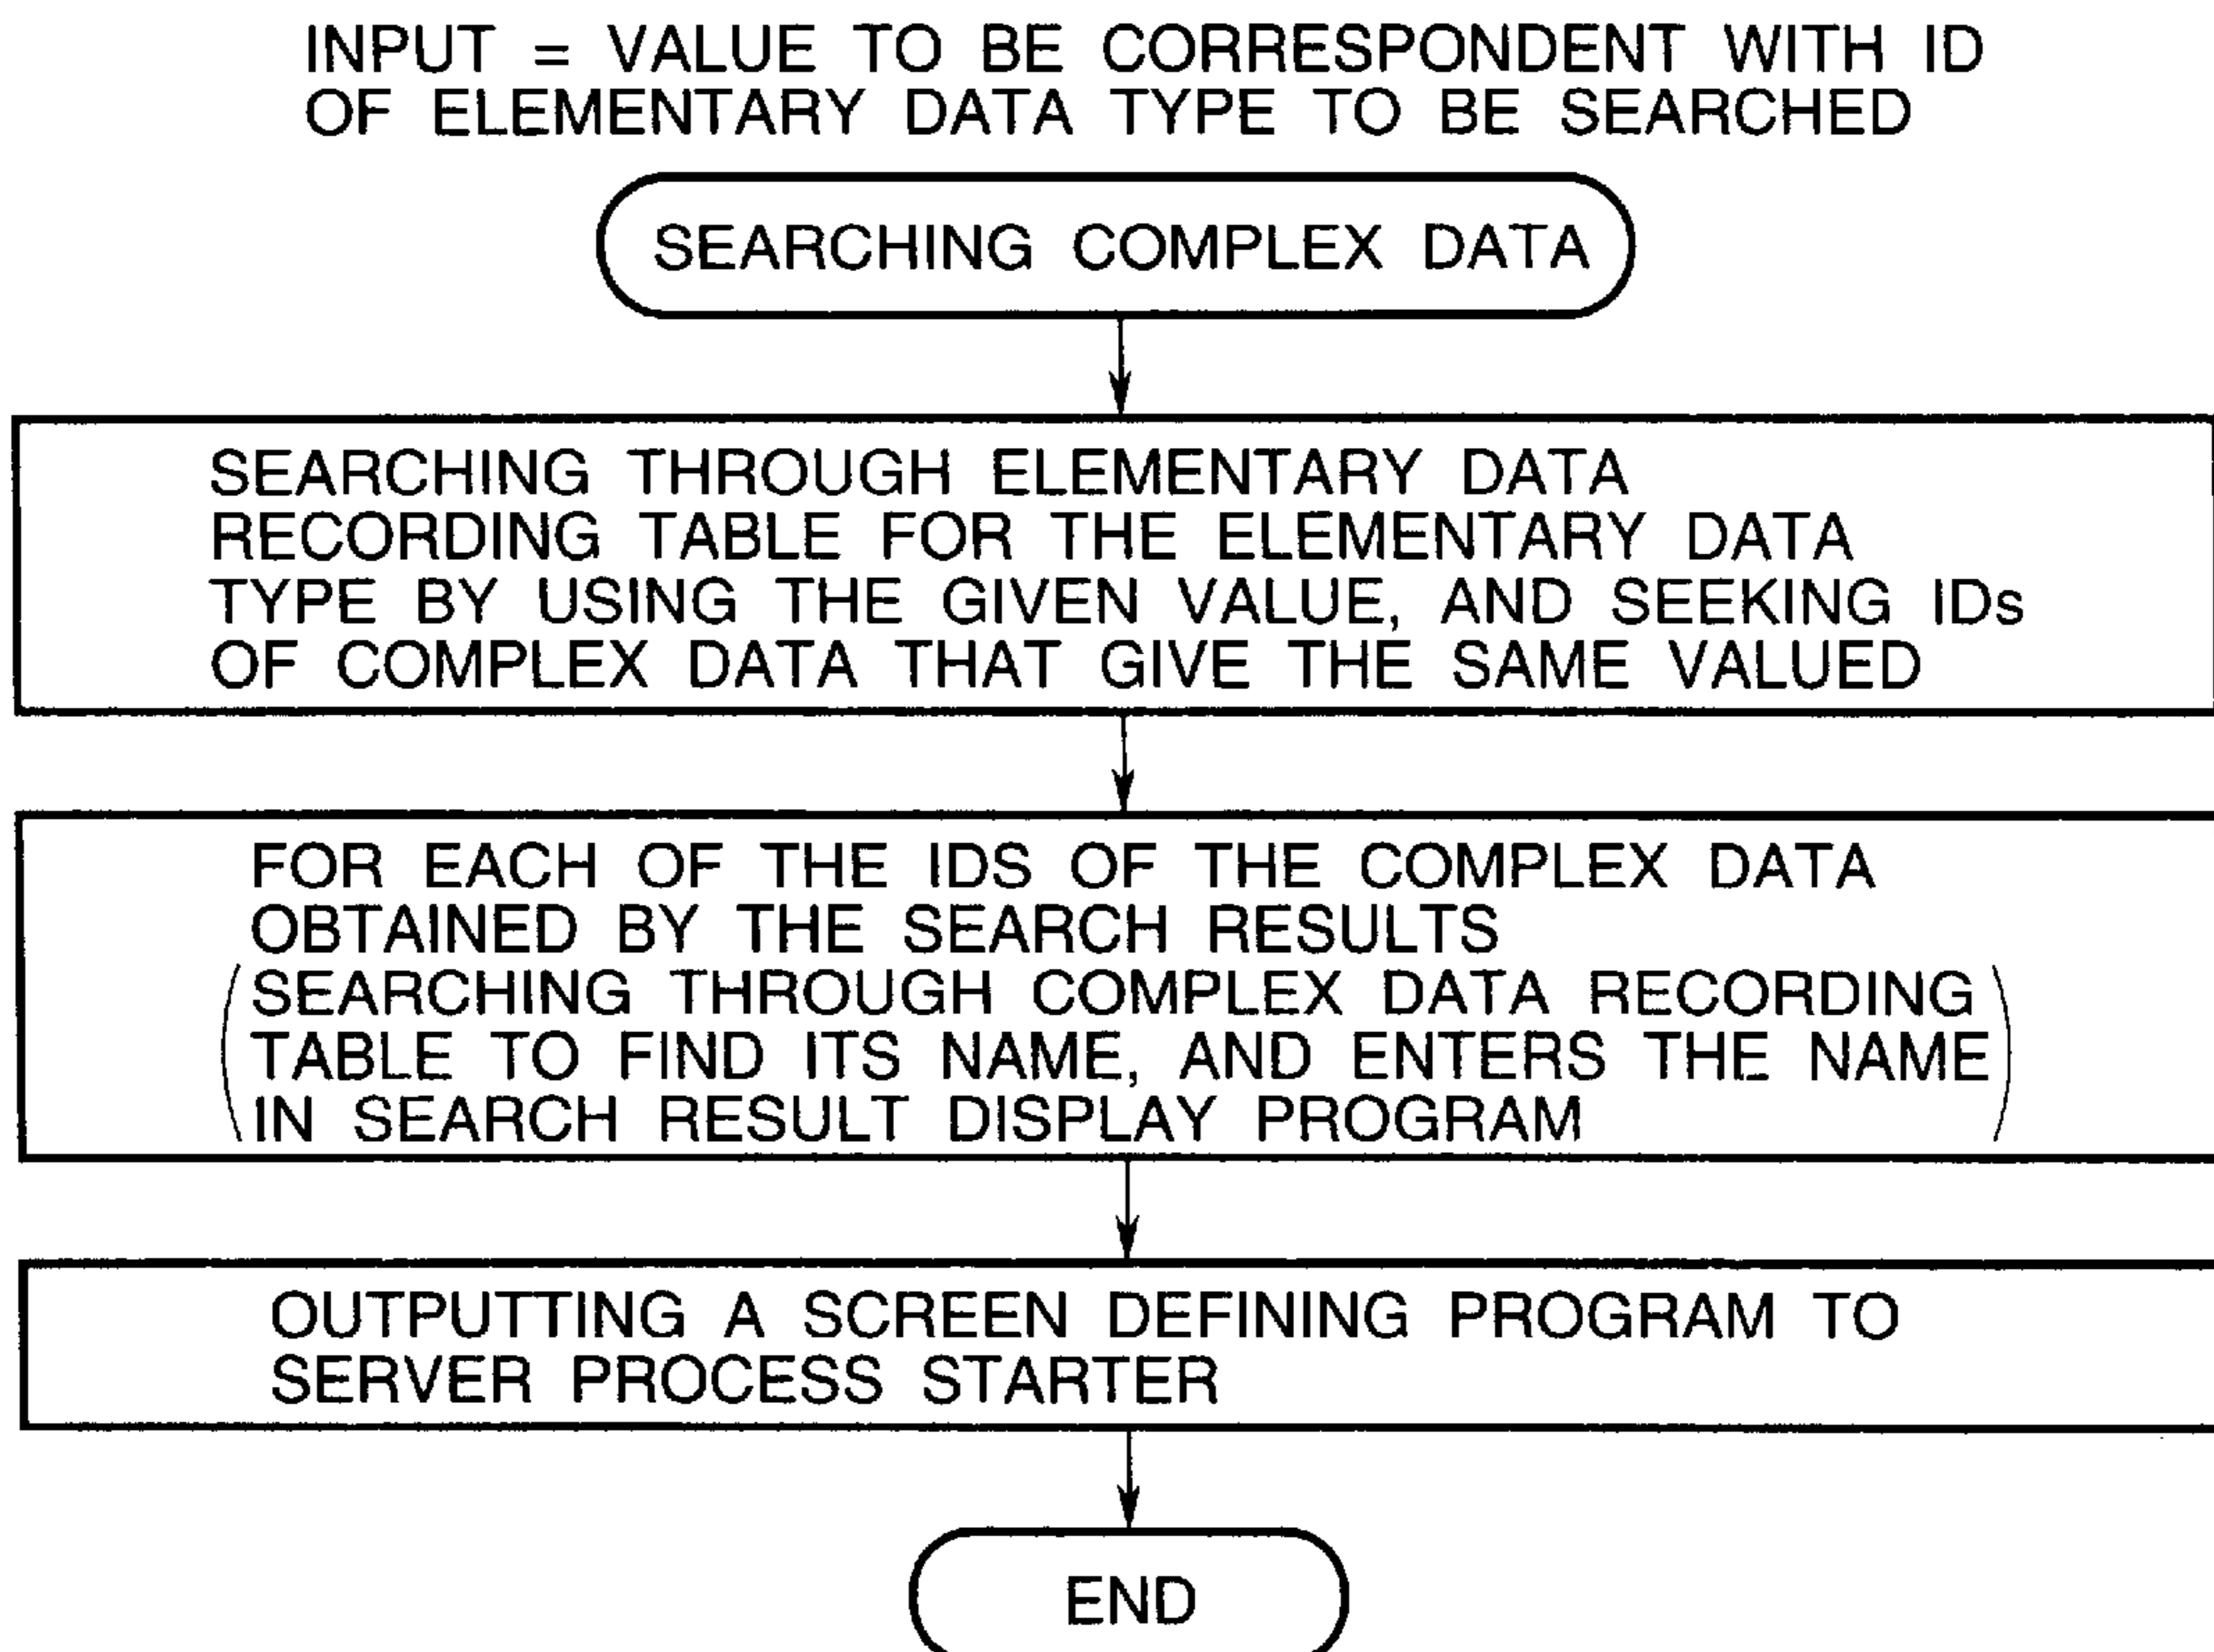 INPUT = VALUE TO BE CORRESPONDENT WITH ID
OF ELEMENTARY DATA TYPE TO BE SEARCHED
SEARCHING COMPLEX DATA
SEARCHING THROUGH ELEMENTARY DATA
RECORDING TABLE FOR THE ELEMENTARY DATA
TYPE BY USING THE GIVEN VALUE, AND SEEKING IDs
OF COMPLEX DATA THAT GIVE THE SAME VALUED
FOR EACH OF THE IDS OF THE COMPLEX DATA
OBTAINED BY THE SEARCH RESULTS
(SEARCHING THROUGH COMPLEX DATA RECORDING
TABLE TO FIND ITS NAME, AND ENTERS THE NAME
IN SEARCH RESULT DISPLAY PROGRAM)
OUTPUTTING A SCREEN DEFINING PROGRAM TO
SERVER PROCESS STARTER
END